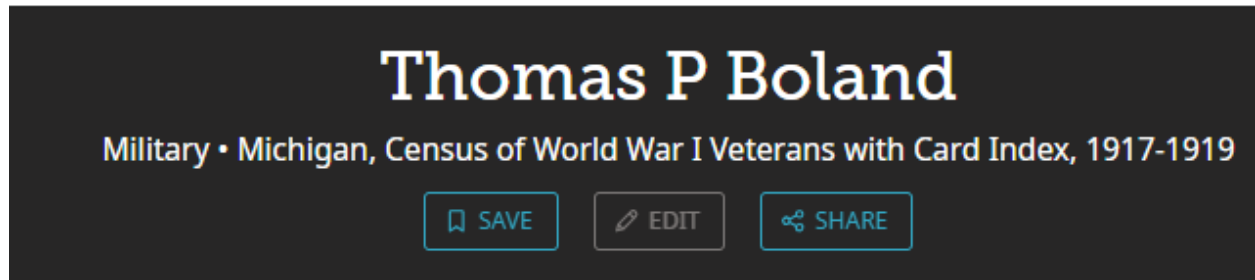 Thomas P Boland
Military • Michigan, Census of World War I Veterans with Card Index, 1917-1919
SAVE EDIT SHARE